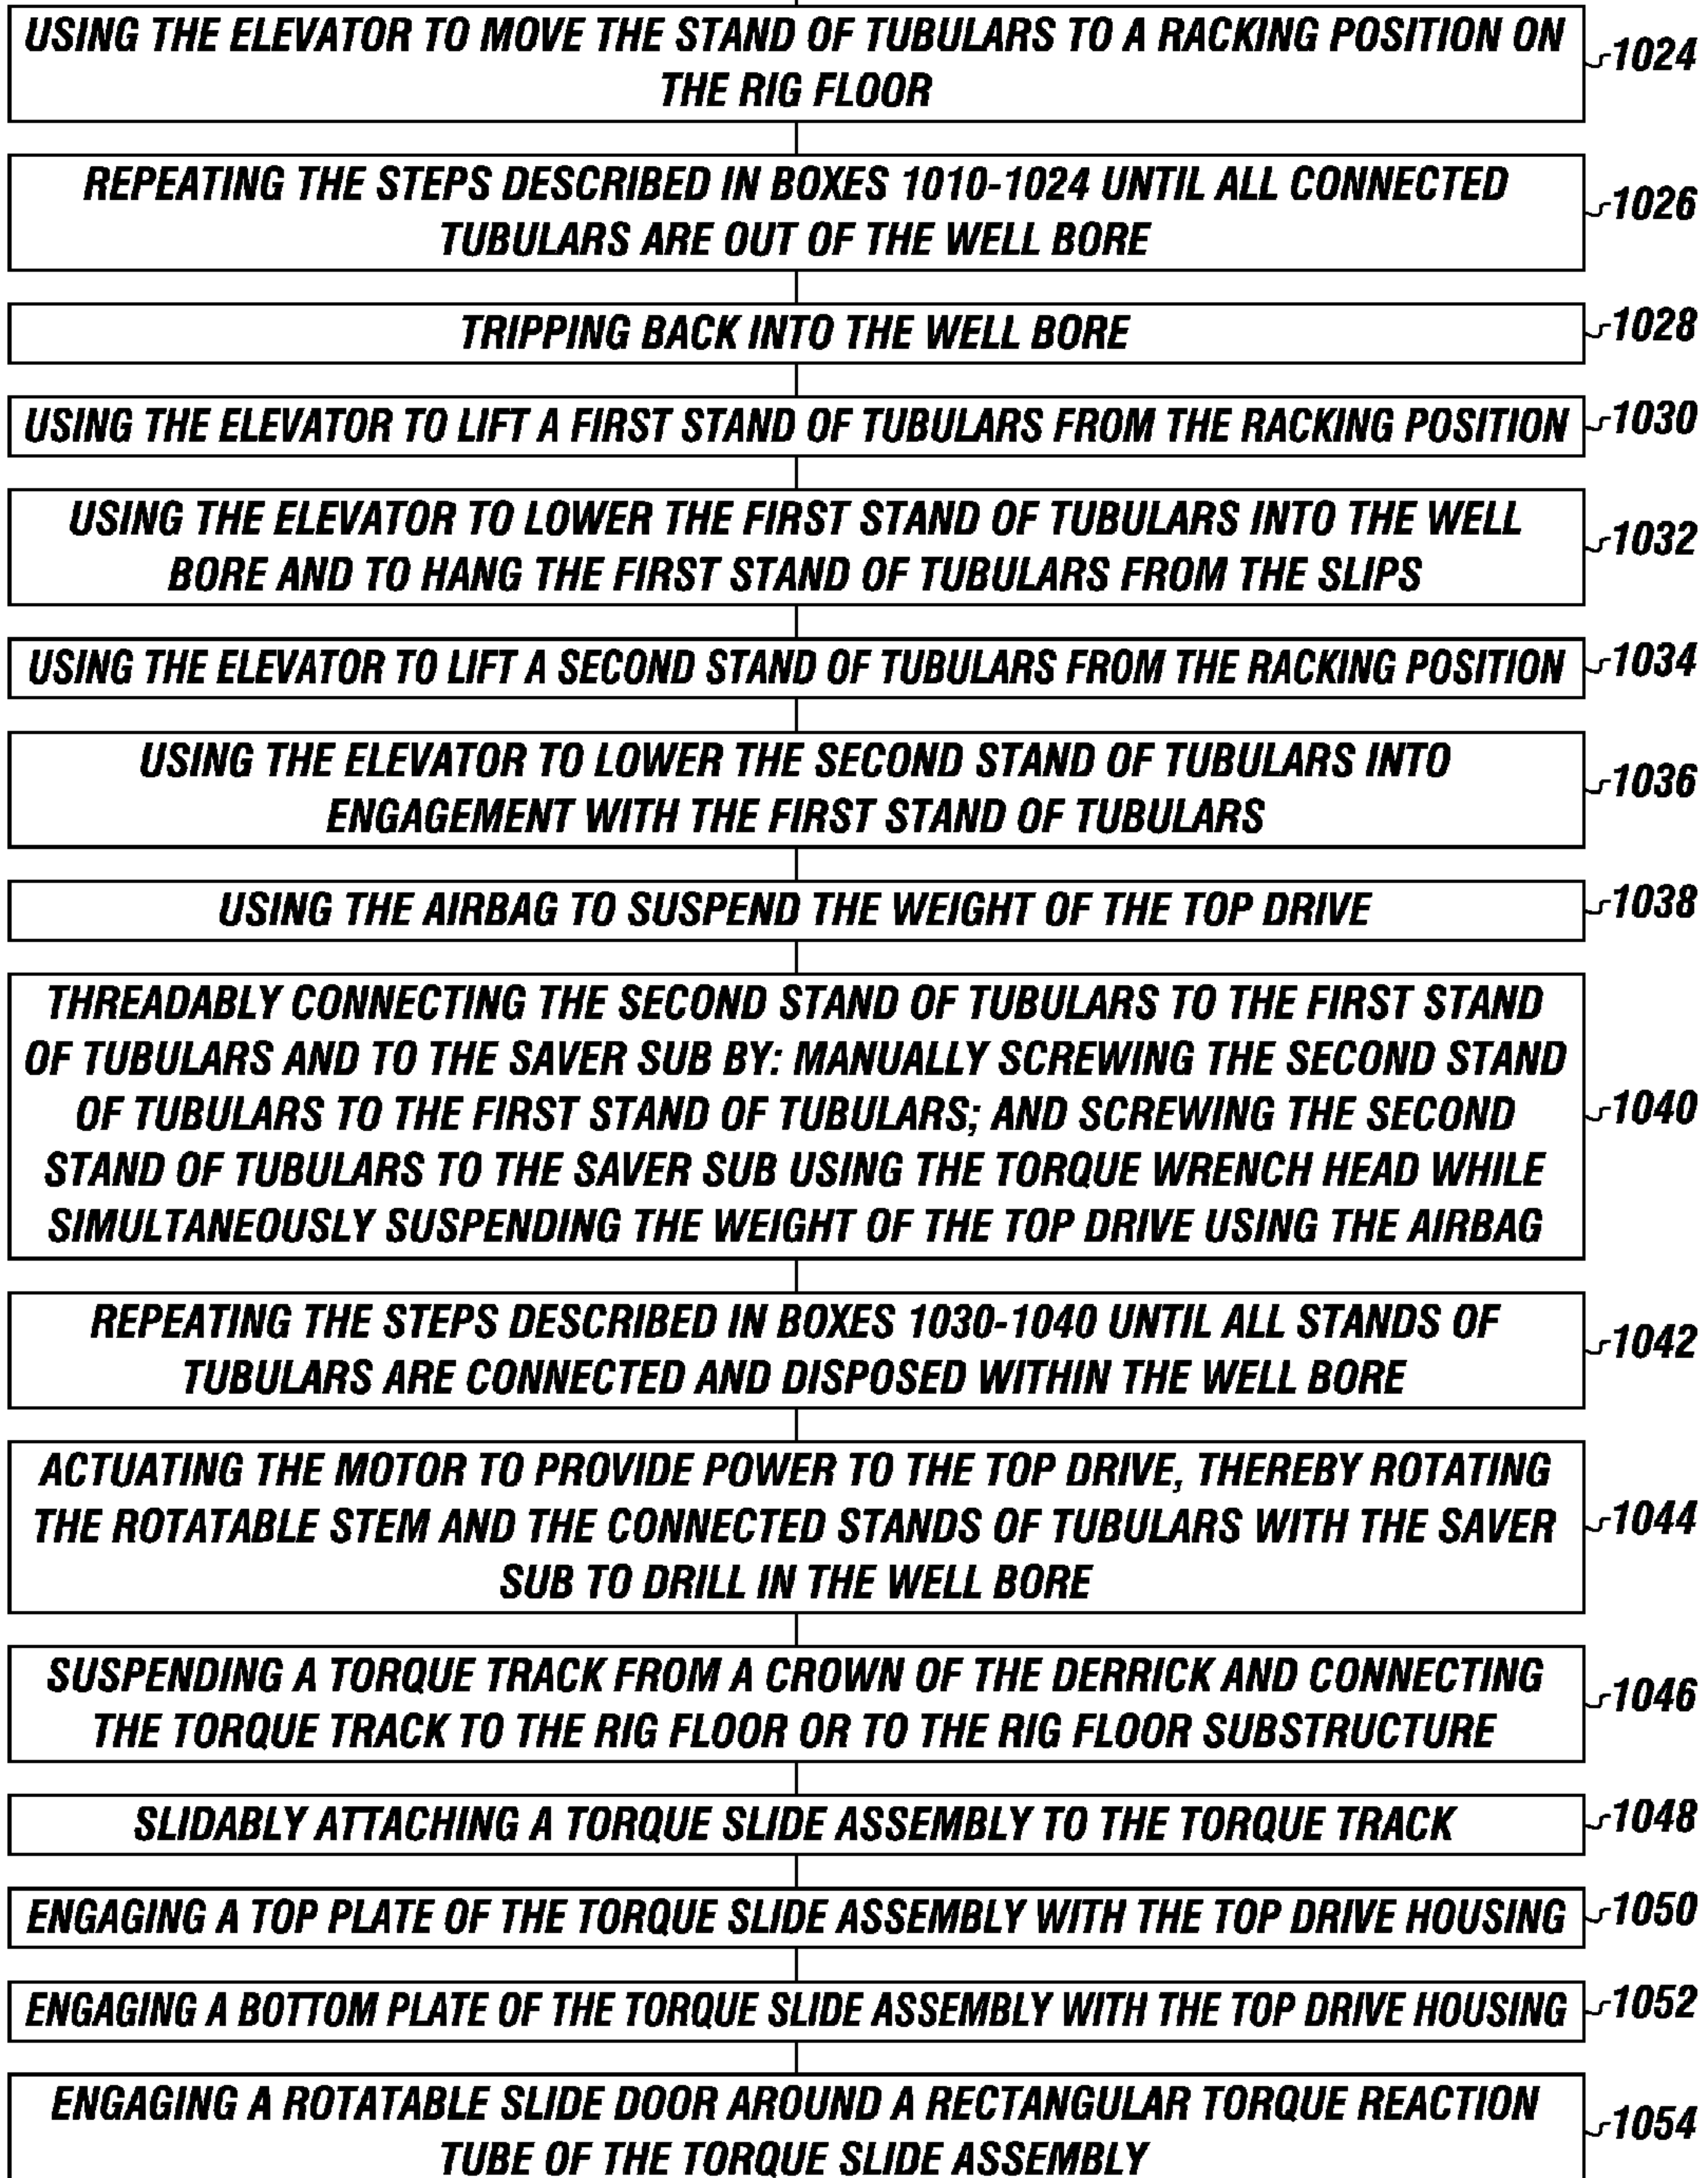 USING THE ELEVATOR TO MOVE THE STAND OF TUBULARS TO A RACKING POSITION ON
THE RIG FLOOR
1024
REPEATING THE STEPS DESCRIBED IN BOXES 1010-1024 UNTIL ALL CONNECTED
TUBULARS ARE OUT OF THE WELL BORE
1026
TRIPPING BACK INTO THE WELL BORE
1028
USING THE ELEVATOR TO LIFT A FIRST STAND OF TUBULARS FROM THE RACKING POSITION
1030
USING THE ELEVATOR TO LOWER THE FIRST STAND OF TUBULARS INTO THE WELL
BORE AND TO HANG THE FIRST STAND OF TUBULARS FROM THE SLIPS
1032
USING THE ELEVATOR TO LIFT A SECOND STAND OF TUBULARS FROM THE RACKING POSITION
1034
USING THE ELEVATOR TO LOWER THE SECOND STAND OF TUBULARS INTO
ENGAGEMENT WITH THE FIRST STAND OF TUBULARS
1036
USING THE AIRBAG TO SUSPEND THE WEIGHT OF THE TOP DRIVE
1038
THREADABLY CONNECTING THE SECOND STAND OF TUBULARS TO THE FIRST STAND
OF TUBULARS AND TO THE SAVER SUB BY: MANUALLY SCREWING THE SECOND STAND
OF TUBULARS TO THE FIRST STAND OF TUBULARS; AND SCREWING THE SECOND
STAND OF TUBULARS TO THE SAVER SUB USING THE TORQUE WRENCH HEAD WHILE
SIMULTANEOUSLY SUSPENDING THE WEIGHT OF THE TOP DRIVE USING THE AIRBAG
1040
REPEATING THE STEPS DESCRIBED IN BOXES 1030-1040 UNTIL ALL STANDS OF
TUBULARS ARE CONNECTED AND DISPOSED WITHIN THE WELL BORE
1042
ACTUATING THE MOTOR TO PROVIDE POWER TO THE TOP DRIVE, THEREBY ROTATING
THE ROTATABLE STEM AND THE CONNECTED STANDS OF TUBULARS WITH THE SAVER
SUB TO DRILL IN THE WELL BORE
1044
SUSPENDING A TORQUE TRACK FROM A CROWN OF THE DERRICK AND CONNECTING
THE TORQUE TRACK TO THE RIG FLOOR OR TO THE RIG FLOOR SUBSTRUCTURE
1046
SLIDABLY ATTACHING A TORQUE SLIDE ASSEMBLY TO THE TORQUE TRACK
1048
ENGAGING A TOP PLATE OF THE TORQUE SLIDE ASSEMBLY WITH THE TOP DRIVE HOUSING
1050
ENGAGING A BOTTOM PLATE OF THE TORQUE SLIDE ASSEMBLY WITH THE TOP DRIVE HOUSING
1052
ENGAGING A ROTATABLE SLIDE DOOR AROUND A RECTANGULAR TORQUE REACTION
TUBE OF THE TORQUE SLIDE ASSEMBLY
1054